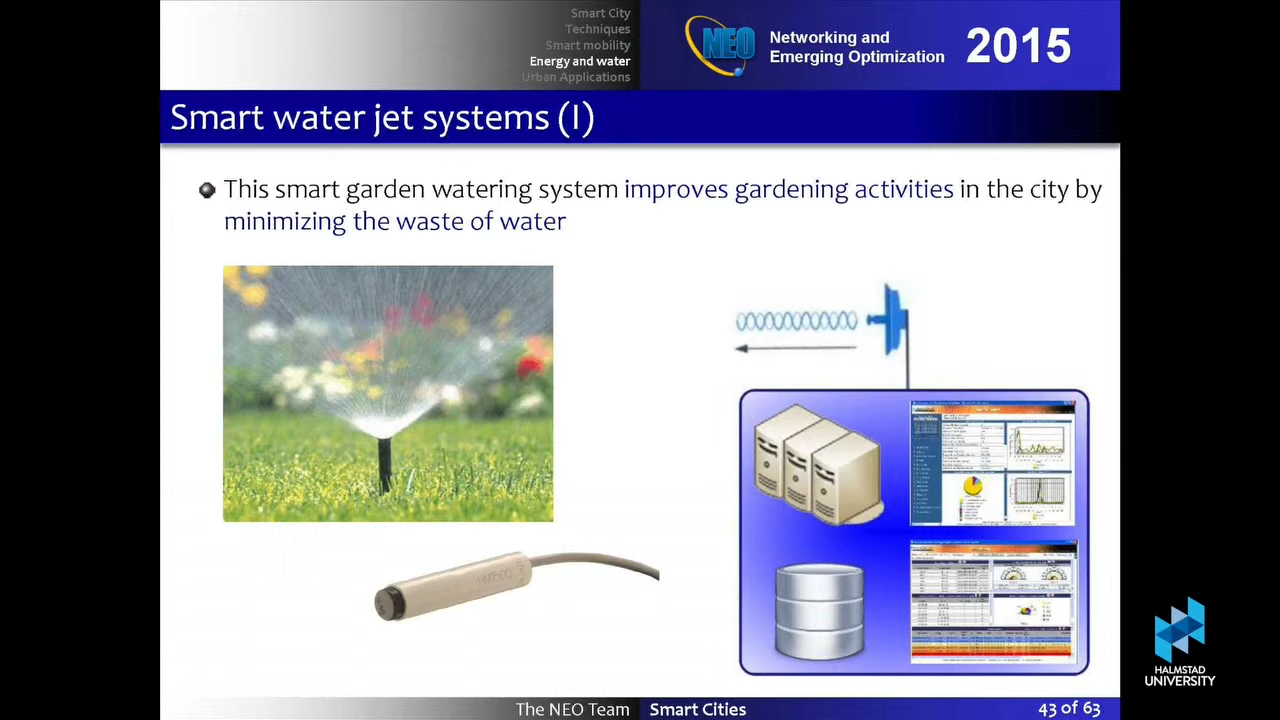 Smart City
Techniques
Smart mobility
Energy and water
Urban Applications
NEO
Networking and
Emerging Optimization
2015
Smart water jet systems (I)
This smart garden watering system improves gardening activities in the city by
minimizing the waste of water
HALMSTAD
UNIVERSITY
The NEO Team
Smart Cities
43 of 63